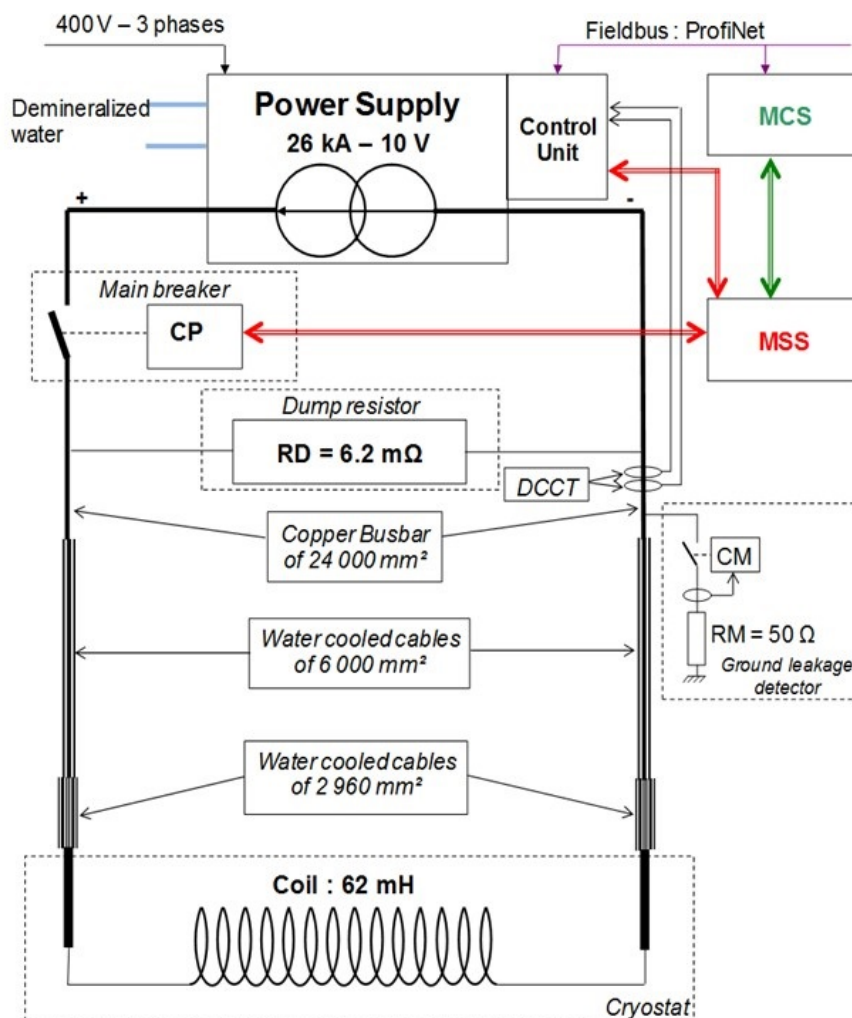 400 V – 3 phases
Fieldbus : ProfiNet
Demineralized
water
Power Supply
26 kA – 10 V
Control
Unit
MCS
+
-
Main breaker
CP
MSS
Dump resistor
RD = 6.2 mΩ
DCCT
Copper Busbar
of 24 000 mm²
CM
Water cooled cables
of 6 000 mm²
RM = 50 Ω
Ground leakage
detector
Water cooled cables
of 2 960 mm²
Coil : 62 mH
Cryostat